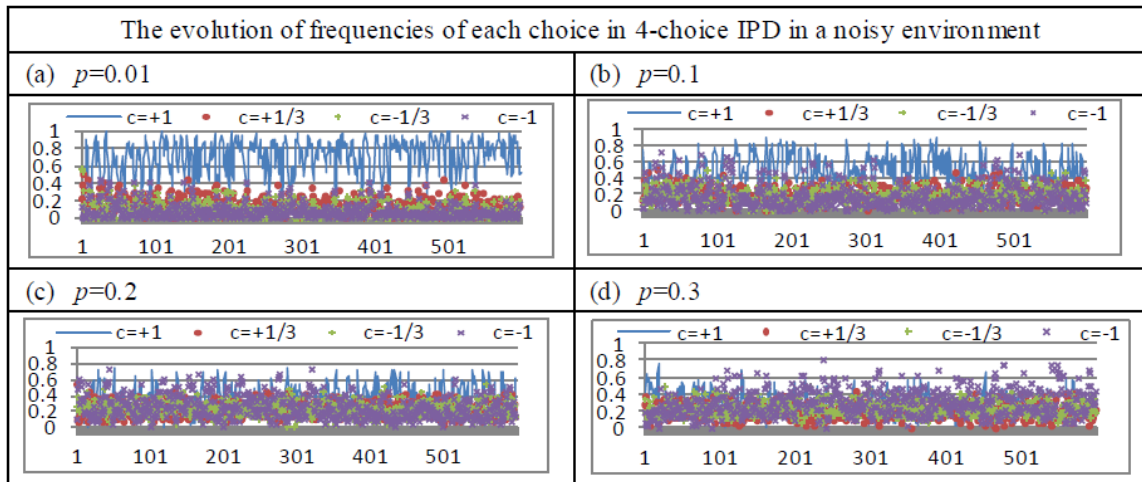 The evolution of frequencies of each choice in 4-choice IPD in a noisy environment
(a) p=0.01
c=+1 c=+1/3 c=-1/3 c=-1
1
0.8
0.6
0.4
0.2
0
1 101 201 301 401 501
(b) p=0.1
c=+1 c=+1/3 c=-1/3 c=-1
1
0.8
0.6
0.4
0.2
0
1 101 201 301 401 501
(c) p=0.2
c=+1 c=+1/3 c=-1/3 c=-1
1
0.8
0.6
0.4
0.2
0
1 101 201 301 401 501
(d) p=0.3
c=+1 c=+1/3 c=-1/3 c=-1
1
0.8
0.6
0.4
0.2
0
1 101 201 301 401 501